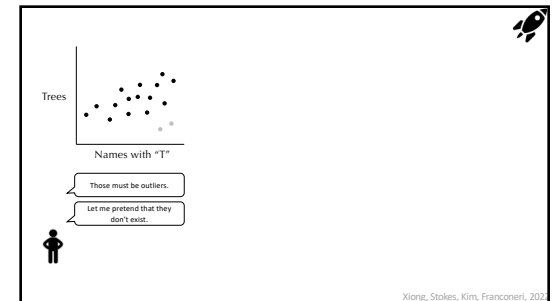 Trees
Names with “T”
Those must be outliers.
Let me pretend that they
don’t exist.
Xiong, Stokes, Kim, Franconeri, 2022